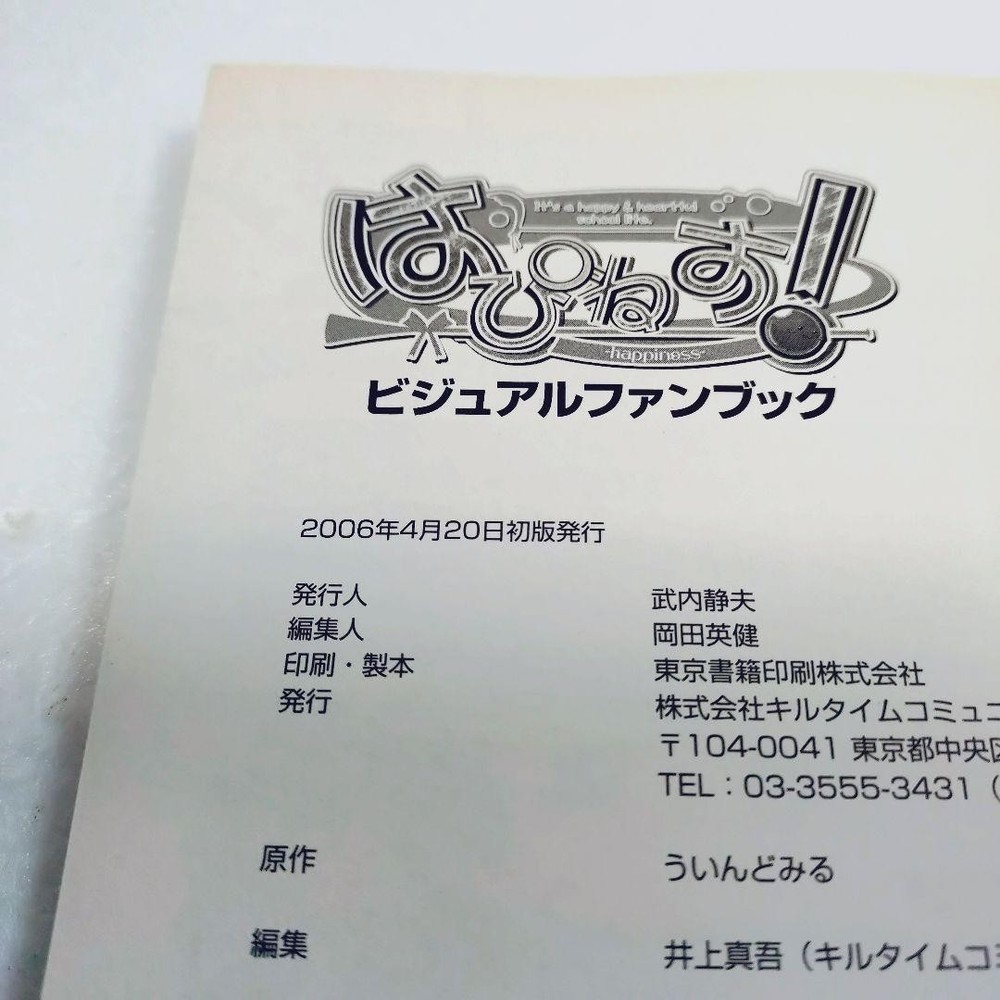 It's a happy & heartful
school life.
はぴねす!
-happiness-
ビジュアルファンブック
2006年4月20日初版発行
発行人 武内静夫
編集人 岡田英健
印刷・製本 東京書籍印刷株式会社
発行 株式会社キルタイムコミュニ
〒104-0041 東京都中央区
TEL:03-3555-3431(
原作 ういんどみる
編集 井上真吾(キルタイムコミ